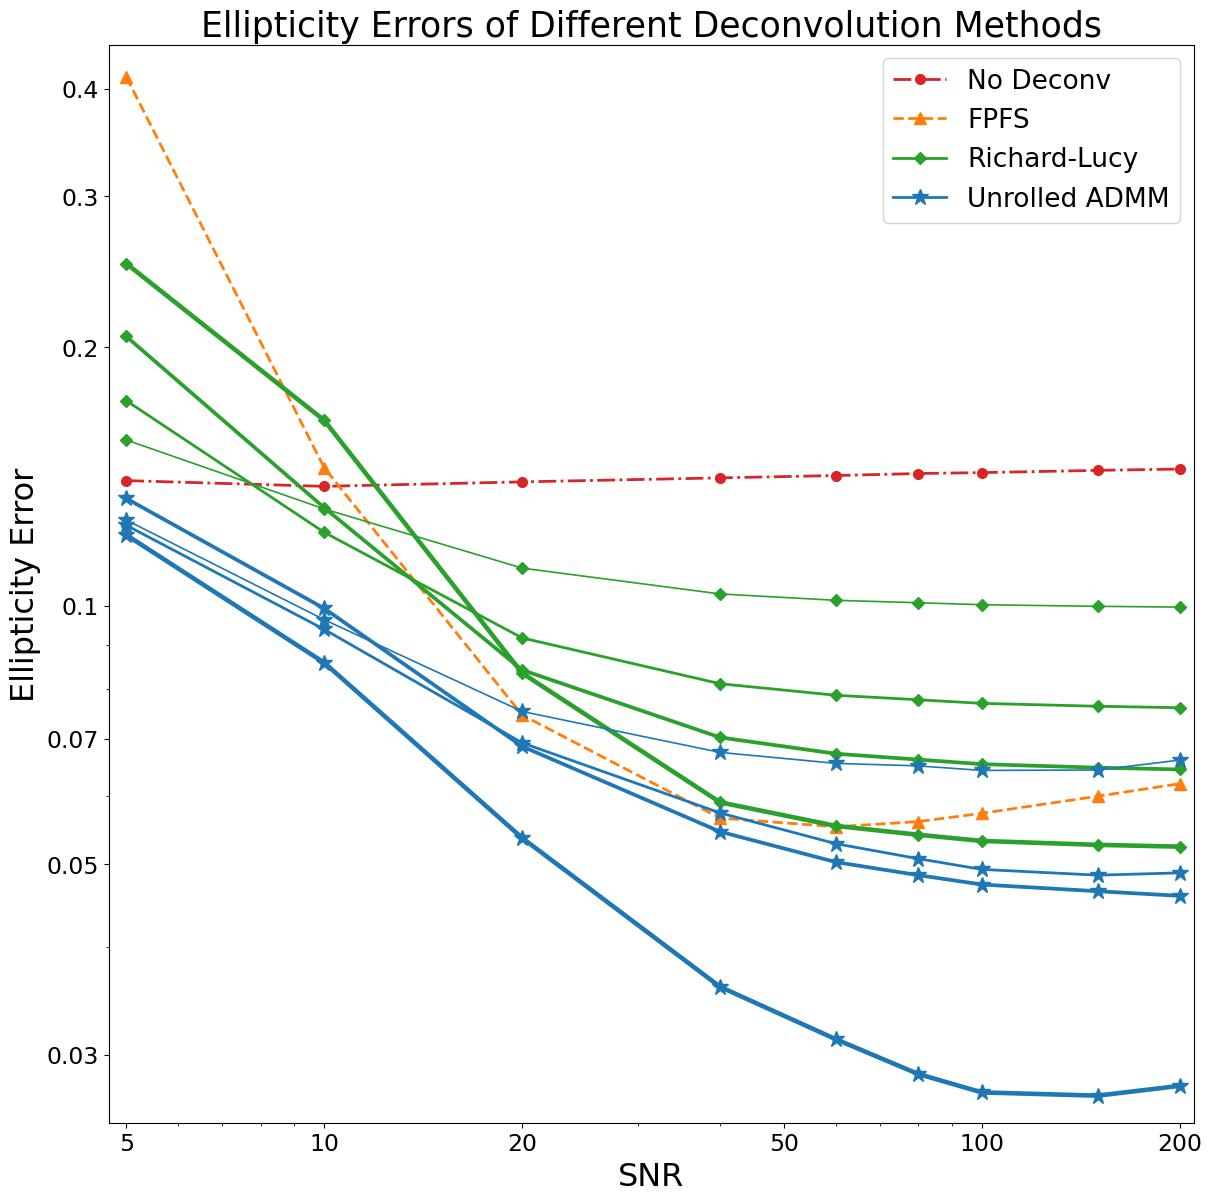 Ellipticity Errors of Different Deconvolution Methods
No Deconv
FPFS
Richard-Lucy
Unrolled ADMM
Ellipticity Error
0.4
0.3
0.2
0.1
0.07
0.05
0.03
5 10 20 50 100 200
SNR